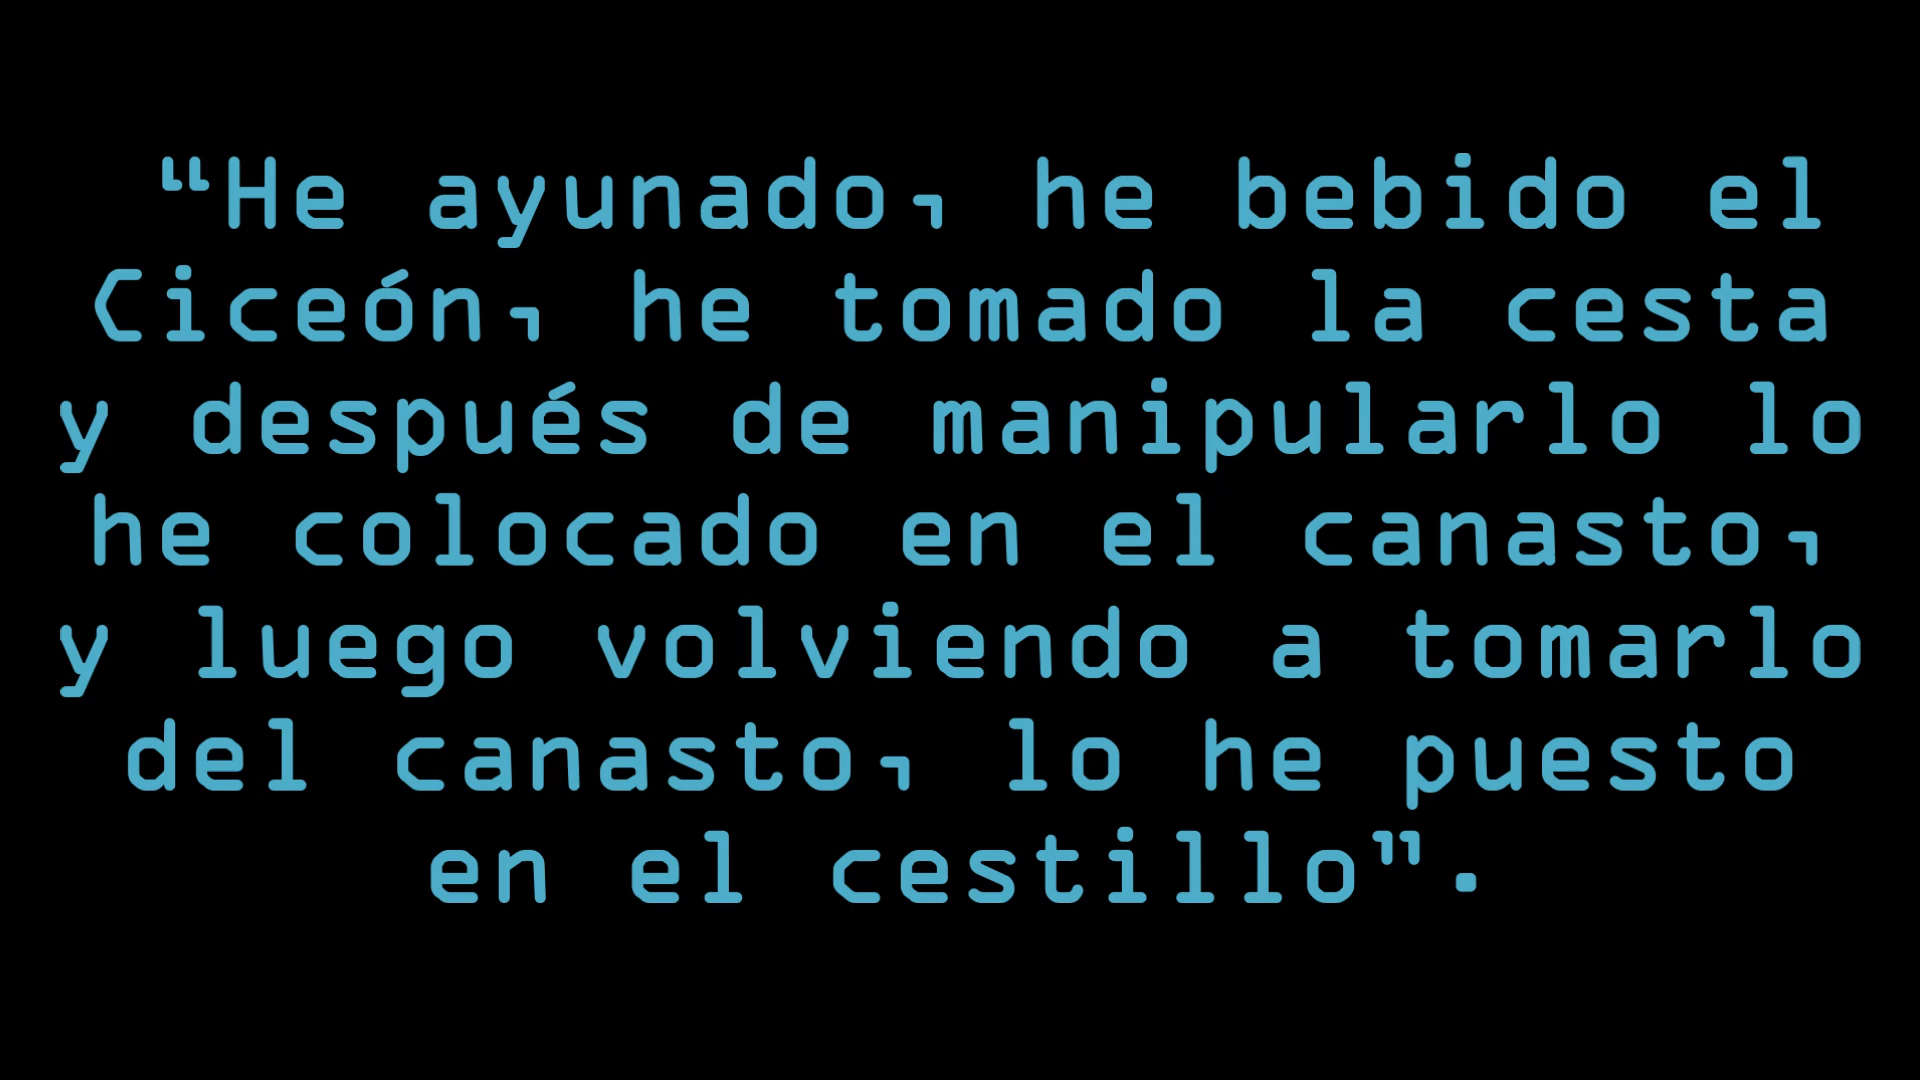 “He ayunado, he bebido el
Ciceón, he tomado la cesta
y después de manipularlo lo
he colocado en el canasto,
y luego volviendo a tomarlo
del canasto, lo he puesto
en el cestillo”.